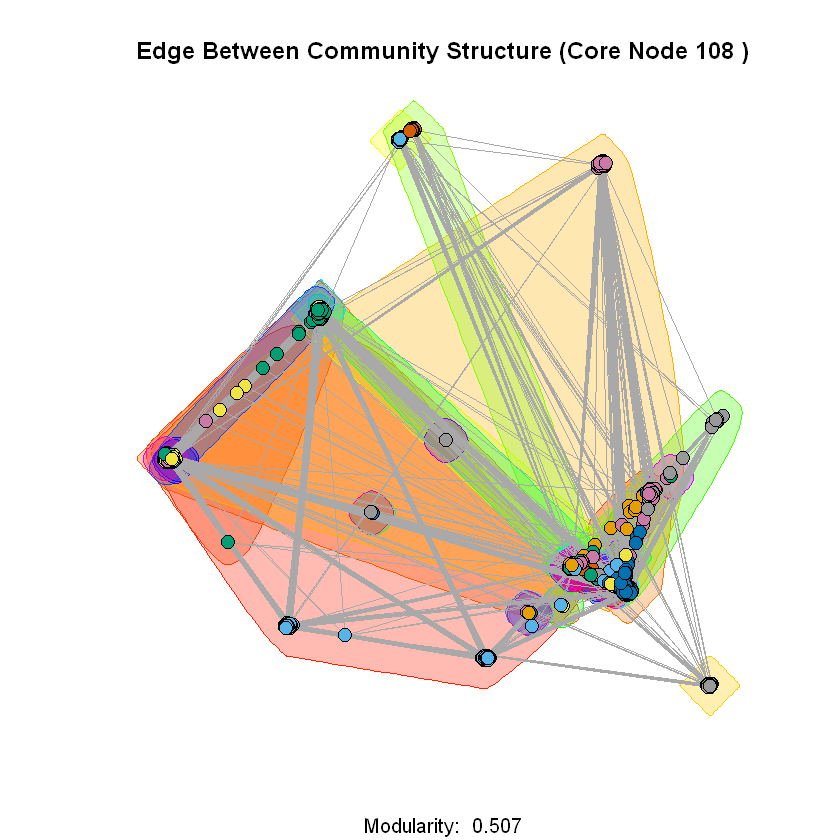 Edge Between Community Structure (Core Node 108 )
Modularity:  0.507